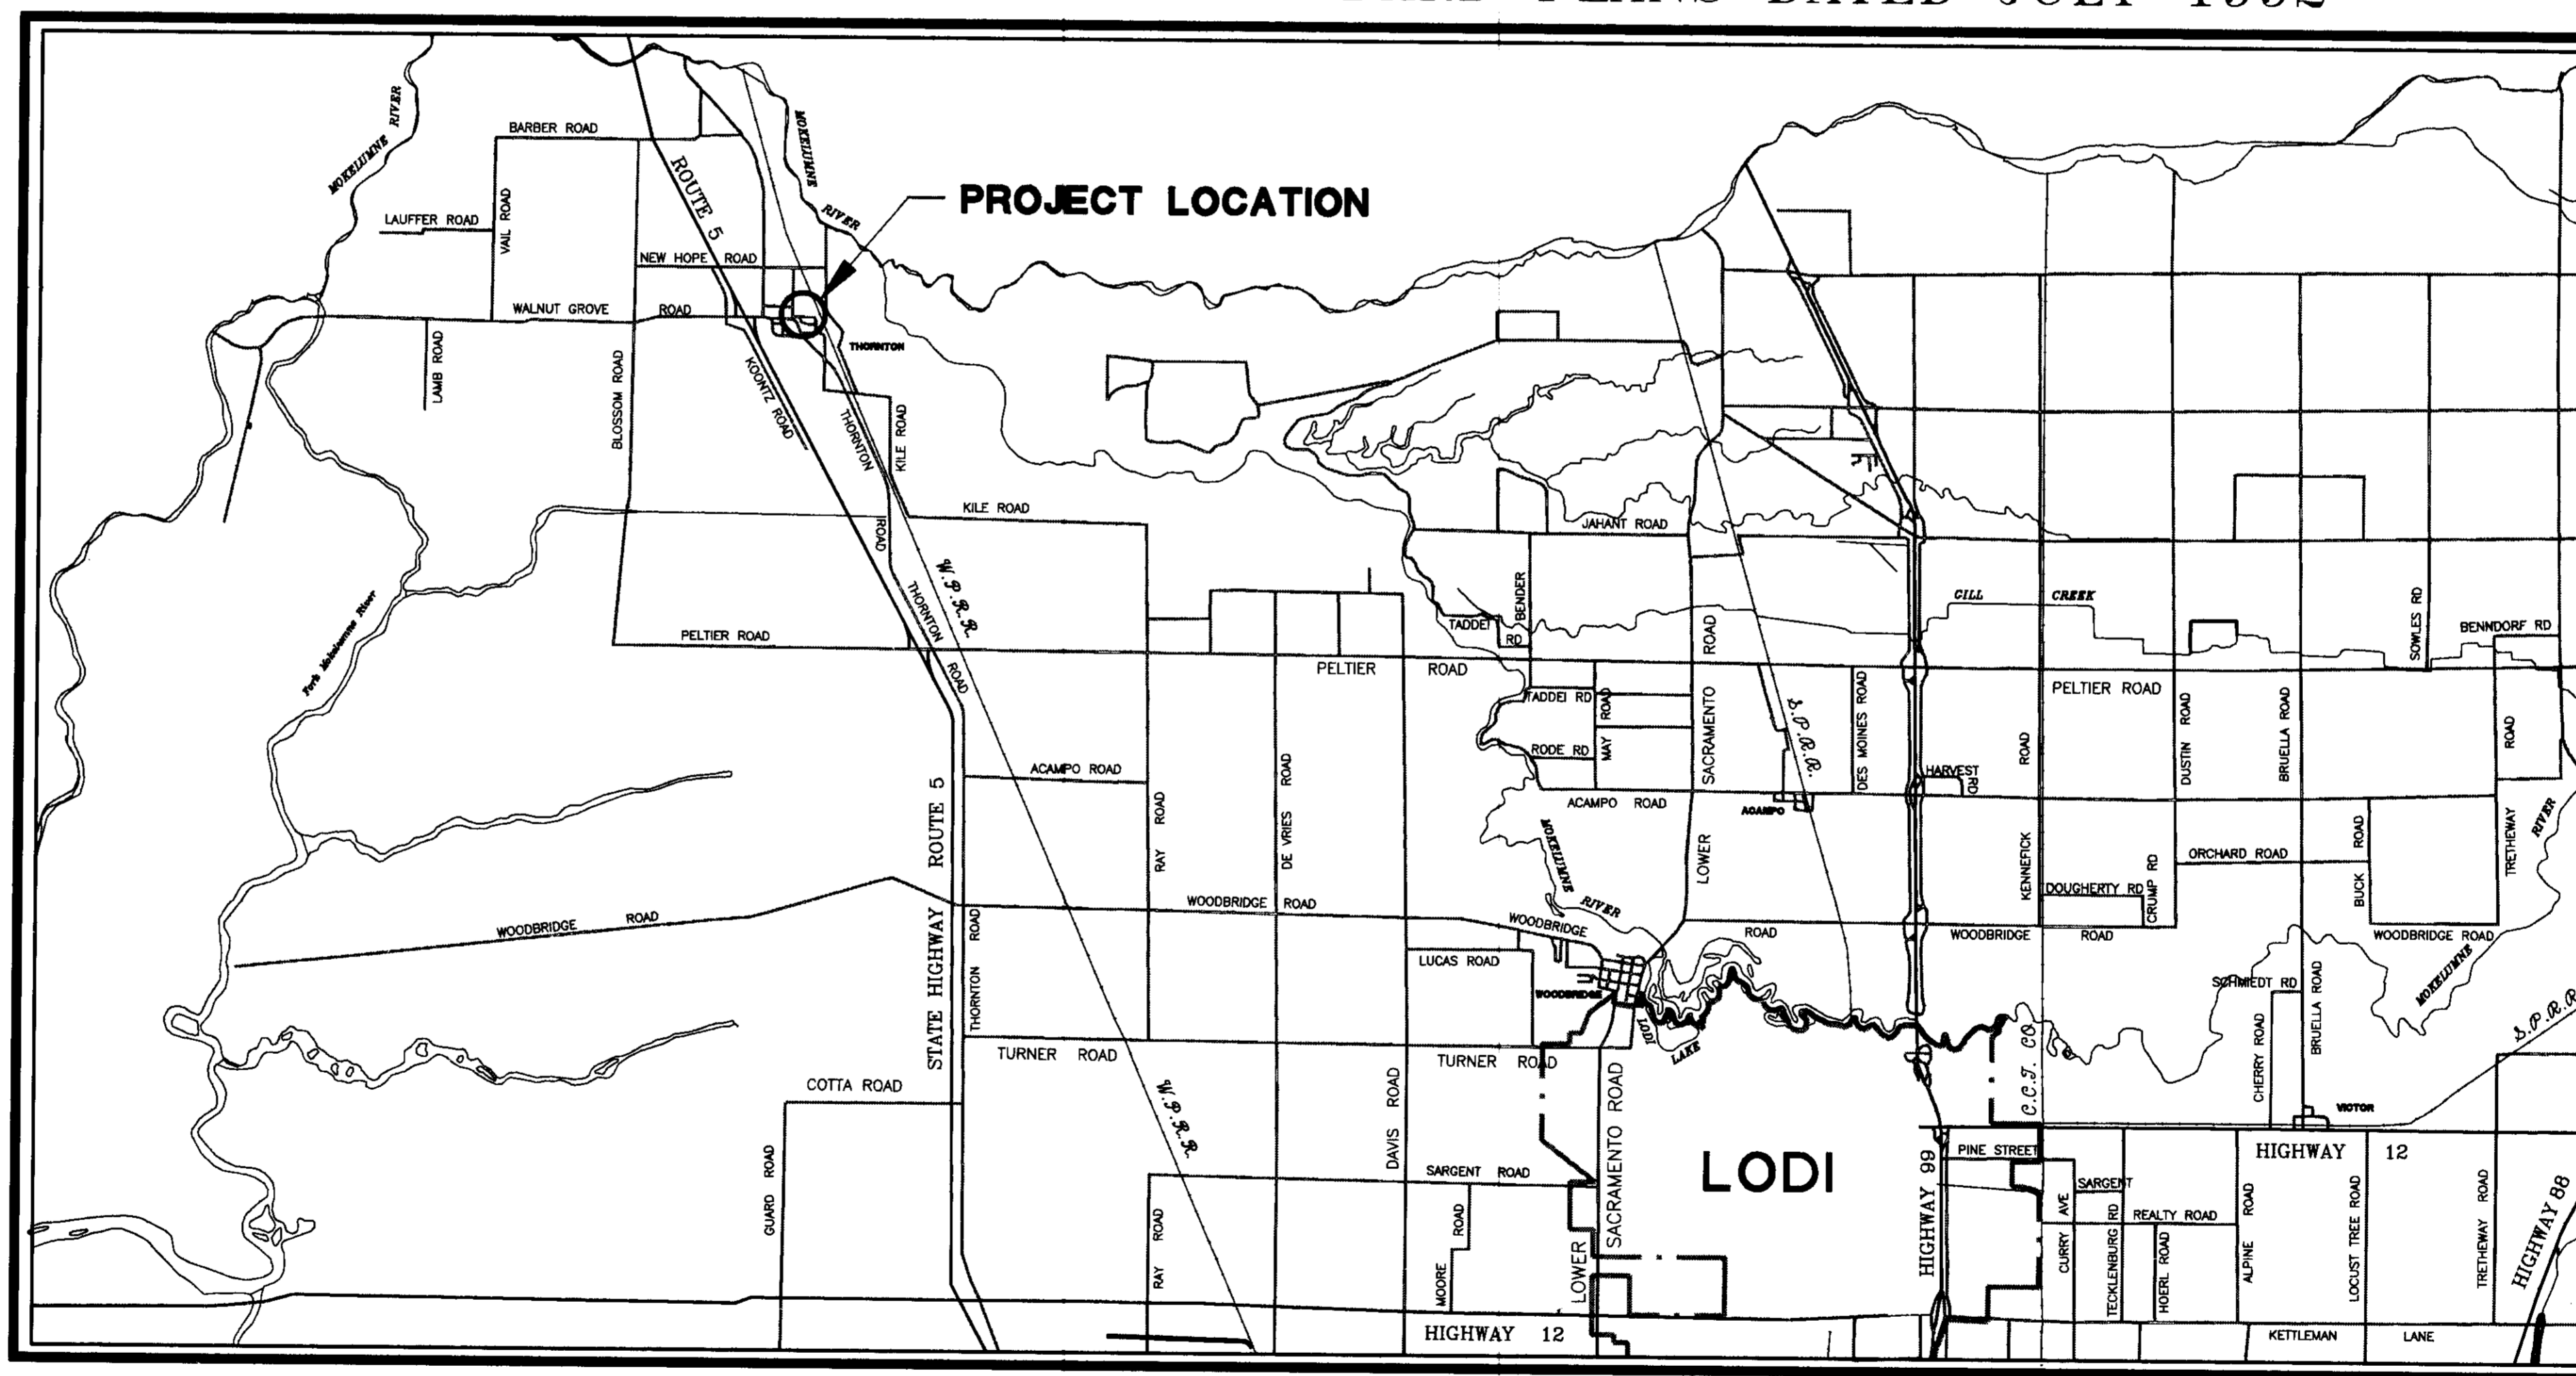 PLANS DATED JULY 1992
MOKELUMNE RIVER
BARBER ROAD
MOKELUMNE RIVER
ROUTE 5
PROJECT LOCATION
LAUFFER ROAD
VAIL ROAD
NEW HOPE ROAD
WALNUT GROVE ROAD
THORNTON
LAMB ROAD
BLOSSOM ROAD
KOONTZ ROAD
THORNTON ROAD
KILE ROAD
KILE ROAD
JAHANT ROAD
W.P.R.R.
THORNTON ROAD
BENDER
TADDEI RD
GILL CREEK
SOWLES RD
BENNDORF RD
Fork Mokelumne River
PELTIER ROAD
PELTIER ROAD
PELTIER ROAD
TADDEI RD
MAY ROAD
RODE RD
LOWER SACRAMENTO ROAD
S.P.R.R.
DES MOINES ROAD
HARVEST RD
KENNEFICK ROAD
DUSTIN ROAD
BRUELLA ROAD
TRETHEWAY ROAD
ACAMPO ROAD
ACAMPO ROAD
ACAMPO
STATE HIGHWAY ROUTE 5
RAY ROAD
DE VRIES ROAD
MOKELUMNE RIVER
ORCHARD ROAD
BUCK ROAD
DOUGHERTY RD
CRUMP RD
MOKELUMNE RIVER
WOODBRIDGE ROAD
WOODBRIDGE ROAD
WOODBRIDGE ROAD
WOODBRIDGE ROAD
WOODBRIDGE ROAD
THORNTON ROAD
LUCAS ROAD
WOODBRIDGE
LODI LAKE
SCHMIEDT RD
CHERRY ROAD
BRUELLA ROAD
S.P.R.R
C.C.T. CO
TURNER ROAD
TURNER ROAD
COTTA ROAD
W.P.R.R.
DAVIS ROAD
LOWER SACRAMENTO ROAD
VICTOR
LODI
PINE STREET
HIGHWAY 12
GUARD ROAD
SARGENT ROAD
RAY ROAD
MOORE ROAD
HIGHWAY 99
SARGENT
CURRY AVE
TECKLENBURG RD
REALTY ROAD
HOERL ROAD
ALPINE ROAD
LOCUST TREE ROAD
TRETHEWAY ROAD
HIGHWAY 88
HIGHWAY 12
KETTLEMAN LANE